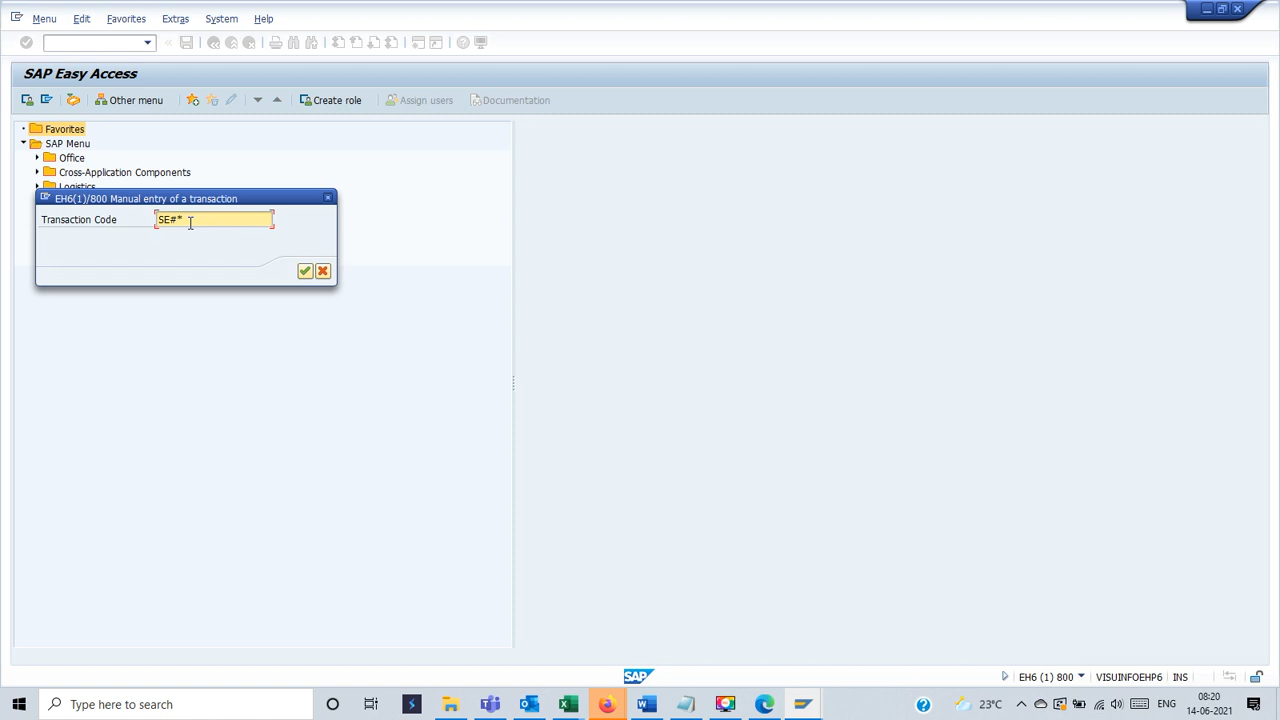 Menu Edit Favorites Extras System Help
SAP Easy Access
Other menu Create role Assign users Documentation
Favorites
SAP Menu
Office
Cross-Application Components
Logistics
EH6(1)/800 Manual entry of a transaction
Transaction Code SE#*
SAP
EH6 (1) 800 VISUINFOEHP6 INS
Type here to search
23°C ENG
08:20
14-06-2021